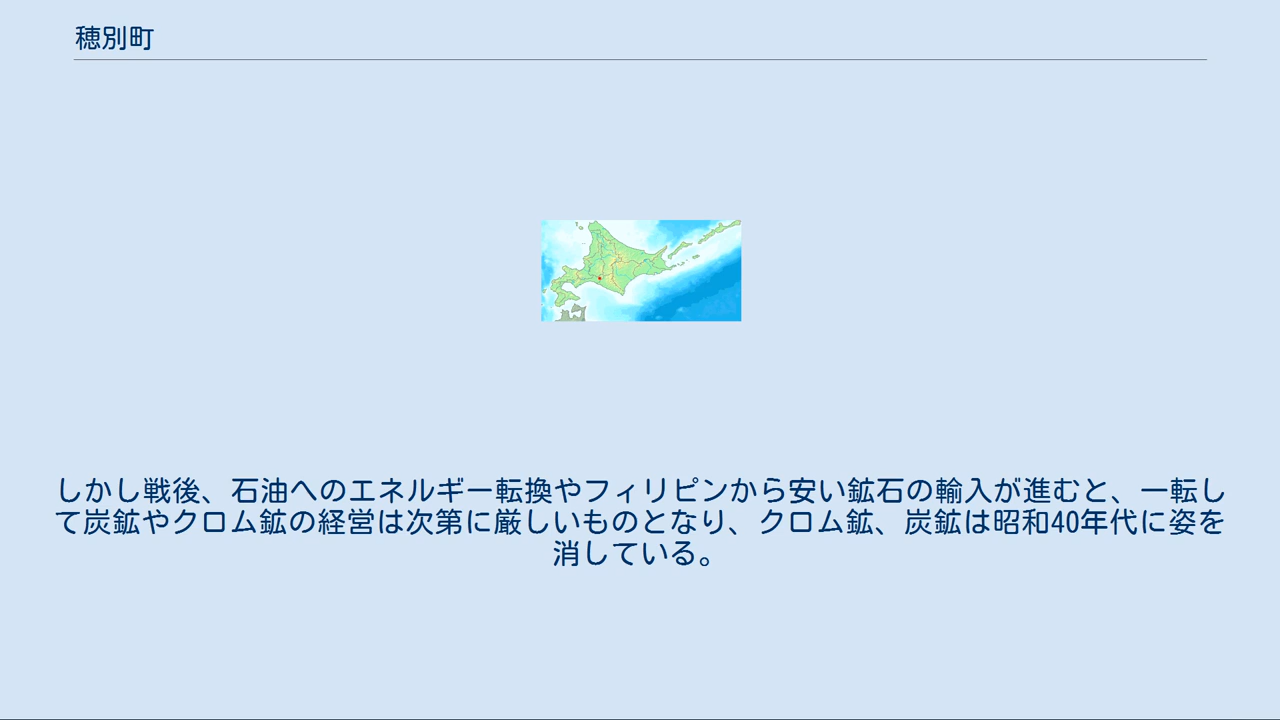 穂別町
しかし戦後、石油へのエネルギー転換やフィリピンから安い鉱石の輸入が進むと、一転し
て炭鉱やクロム鉱の経営は次第に厳しいものとなり、クロム鉱、炭鉱は昭和40年代に姿を
消している。